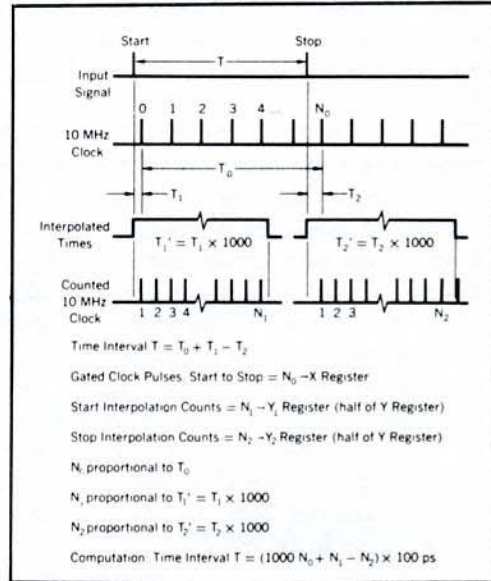 Start Stop
T
Input
Signal
0 1 2 3 4 N₀
10 MHz
Clock
T₀
T₁ T₂
Interpolated
Times
T₁' = T₁ × 1000 T₂' = T₂ × 1000
Counted
10 MHz
Clock
1 2 3 4 N₁ 1 2 3 N₂
Time Interval T = T₀ + T₁ − T₂
Gated Clock Pulses. Start to Stop = N₀ → X Register
Start Interpolation Counts = N₁ → Y₁ Register (half of Y Register)
Stop Interpolation Counts = N₂ → Y₂ Register (half of Y Register)
proportional to T₀
N₁ proportional to T₁' = T₁ × 1000
N₂ proportional to T₂' = T₂ × 1000
Computation: Time Interval T = (1000 N₀ + N₁ − N₂) × 100 ps